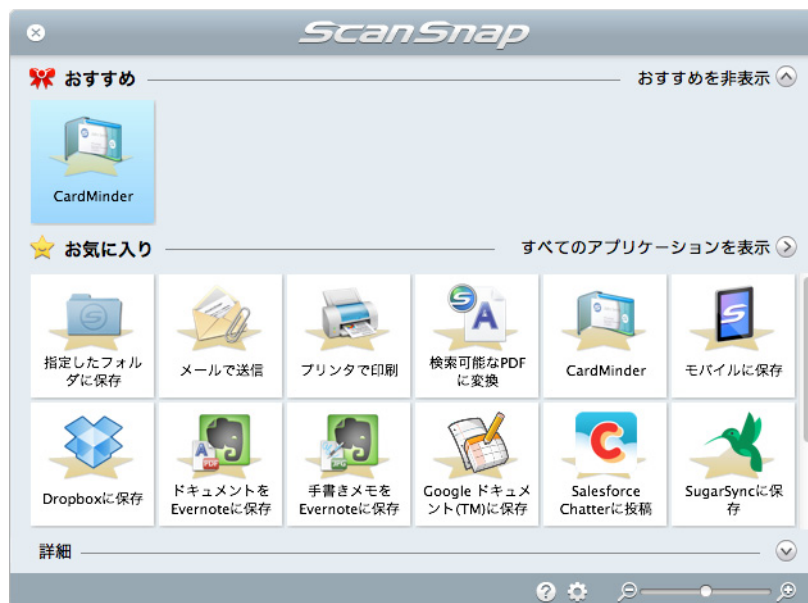 ScanSnap
おすすめ
おすすめを非表示
CardMinder
お気に入り
すべてのアプリケーションを表示
指定したフォル
ダに保存
メールで送信
プリンタで印刷
検索可能なPDF
に変換
CardMinder
モバイルに保存
Dropboxに保存
ドキュメントを
Evernoteに保存
手書きメモを
Evernoteに保存
Google ドキュメ
ント(TM)に保存
Salesforce
Chatterに投稿
SugarSyncに保
存
詳細